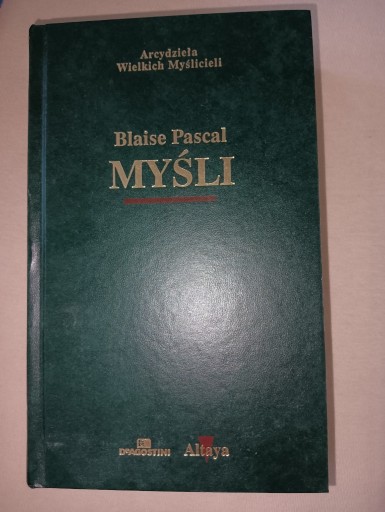 Arcydzieła
Wielkich Myślicieli
Blaise Pascal
MYŚLI
DeAGOSTINI
Altaya